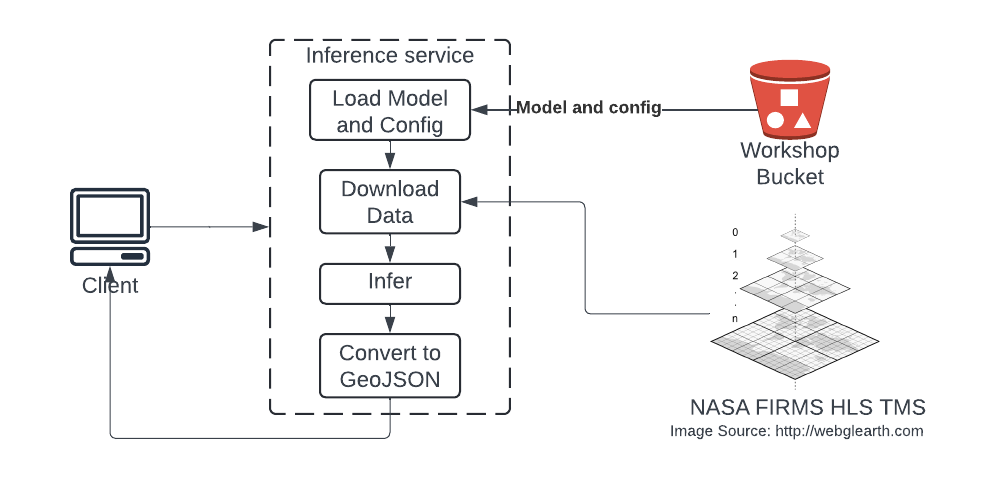 Inference service
Load Model
and Config
Model and config
Workshop
Bucket
Download
Data
Client
Infer
Convert to
GeoJSON
0
1
2
.
.
n
NASA FIRMS HLS TMS
Image Source: http://webglearth.com